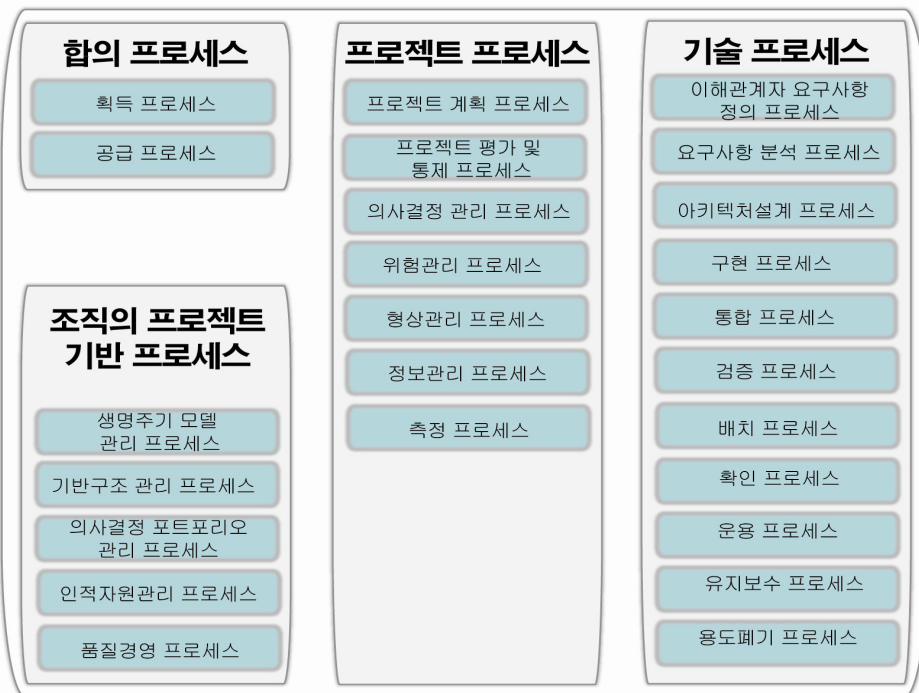 합의 프로세스
획득 프로세스
공급 프로세스
조직의 프로젝트
기반 프로세스
생명주기 모델
관리 프로세스
기반구조 관리 프로세스
의사결정 포트포리오
관리 프로세스
인적자원관리 프로세스
품질경영 프로세스
프로젝트 프로세스
프로젝트 계획 프로세스
프로젝트 평가 및
통제 프로세스
의사결정 관리 프로세스
위험관리 프로세스
형상관리 프로세스
정보관리 프로세스
측정 프로세스
기술 프로세스
이해관계자 요구사항
정의 프로세스
요구사항 분석 프로세스
아키텍처설계 프로세스
구현 프로세스
통합 프로세스
검증 프로세스
배치 프로세스
확인 프로세스
운용 프로세스
유지보수 프로세스
용도폐기 프로세스